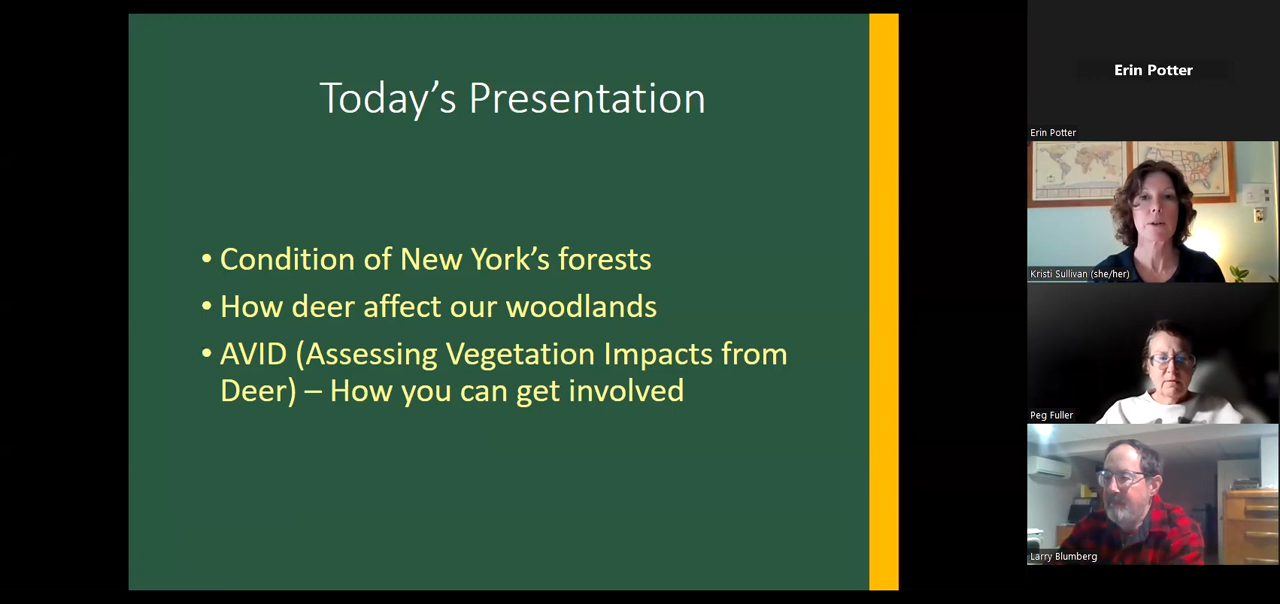 Today’s Presentation
• Condition of New York’s forests
• How deer affect our woodlands
• AVID (Assessing Vegetation Impacts from
Deer) – How you can get involved
Erin Potter
Erin Potter
Kristi Sullivan (she/her)
Peg Fuller
Larry Blumberg